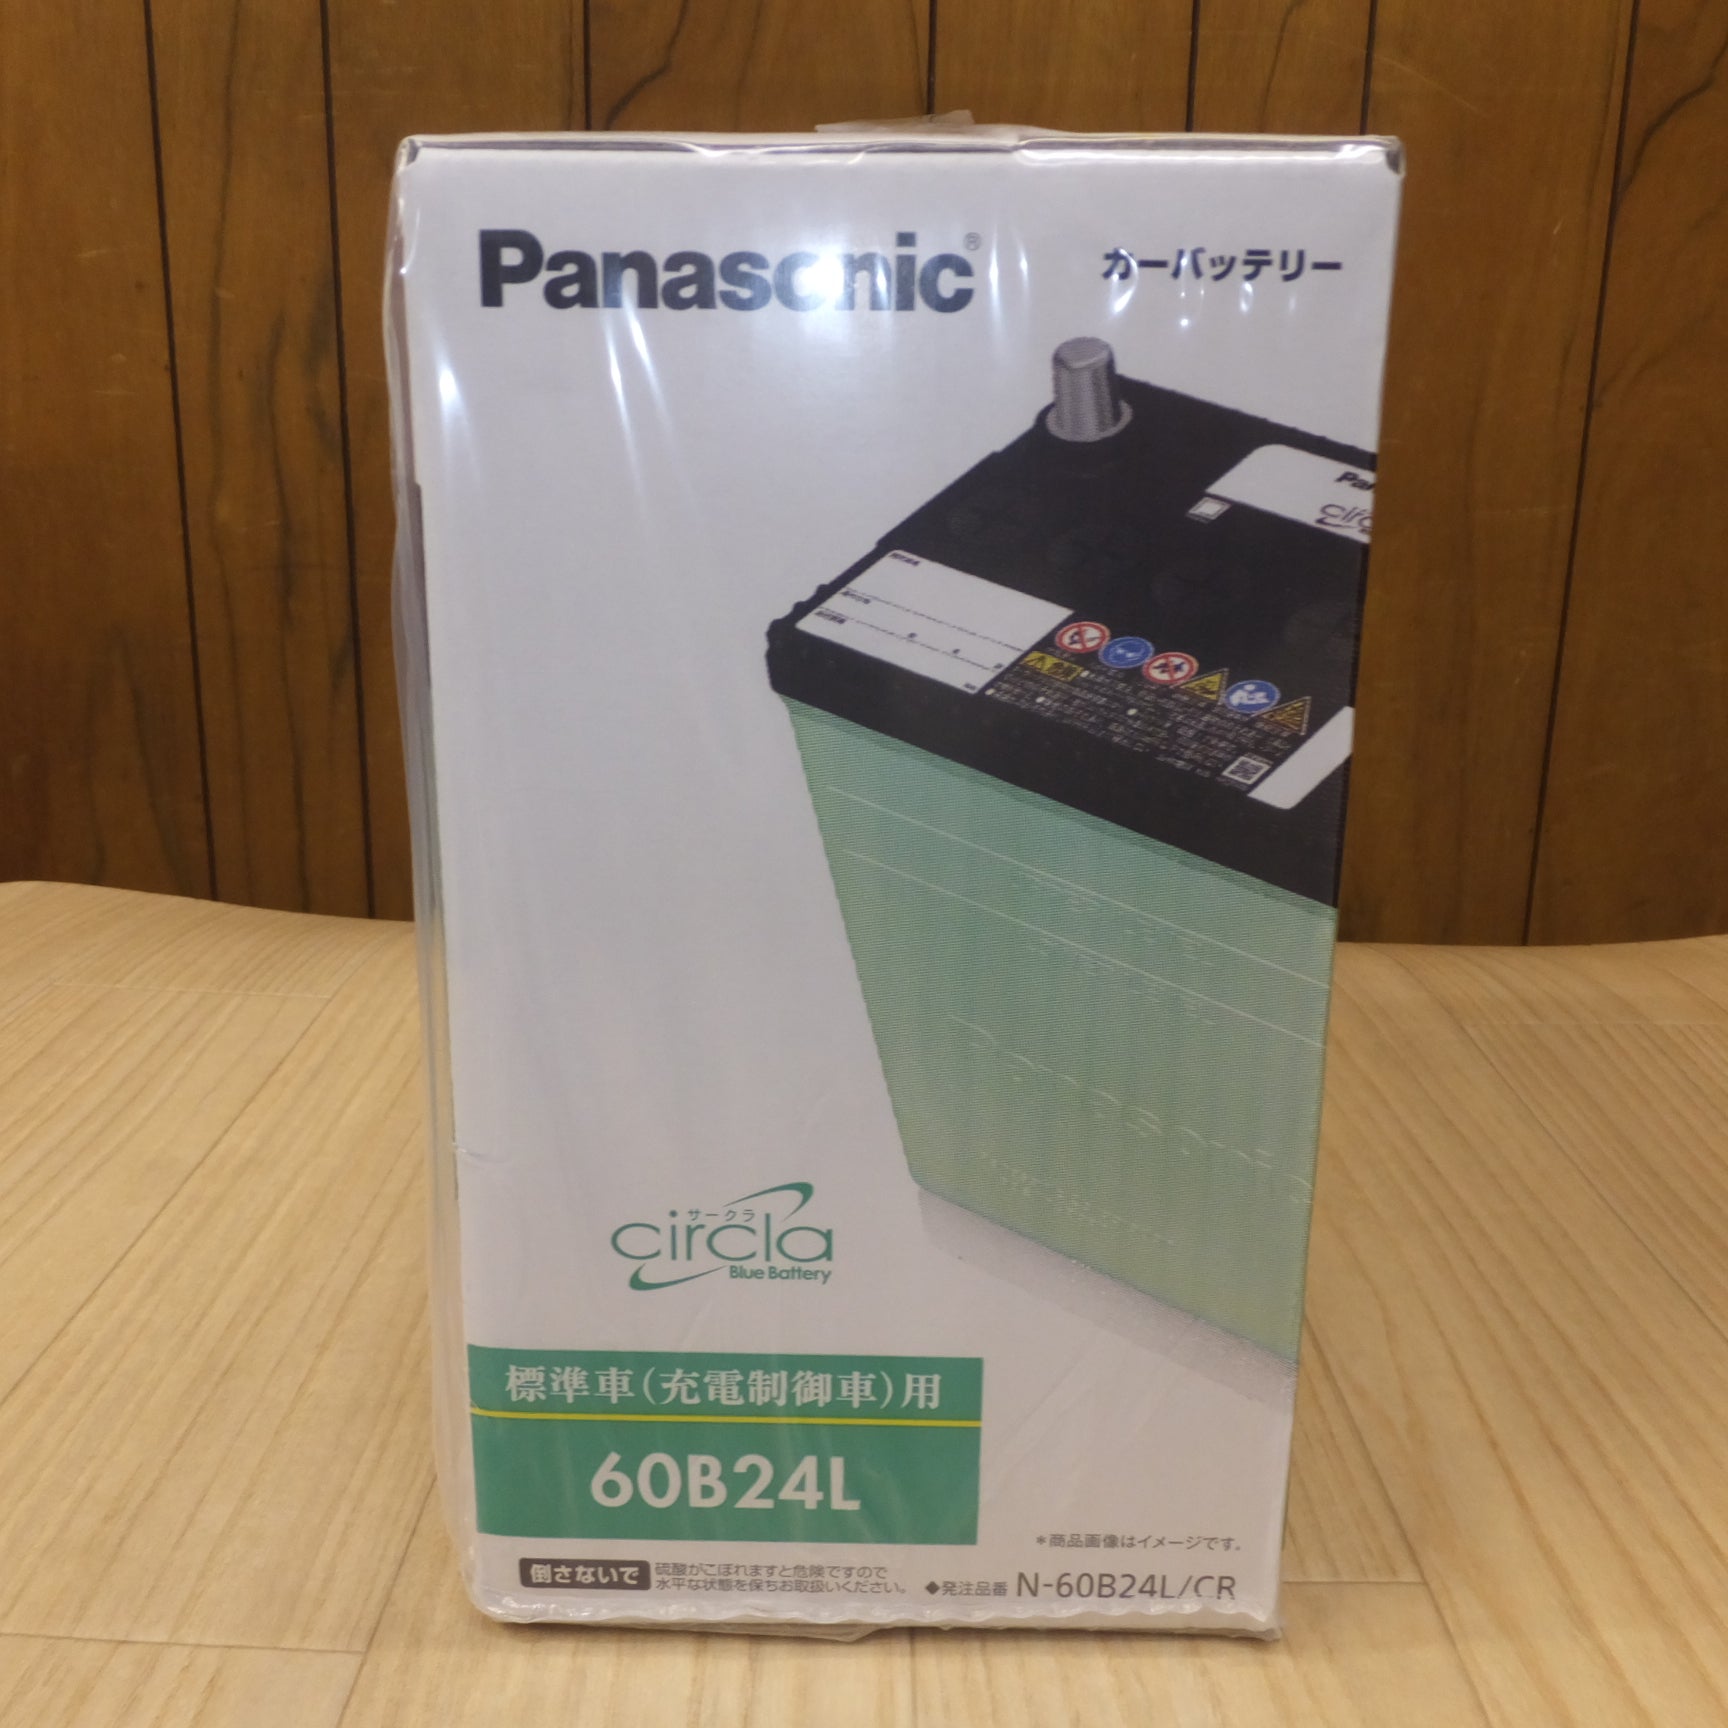 Panasonic®
カーバッテリー
サークラ
circla
Blue Battery
標準車(充電制御車)用
60B24L
*商品画像はイメージです。
倒さないで
硫酸がこぼれますと危険ですので
水平な状態を保ちお取扱いください。
◆発注品番 N-60B24L/CR